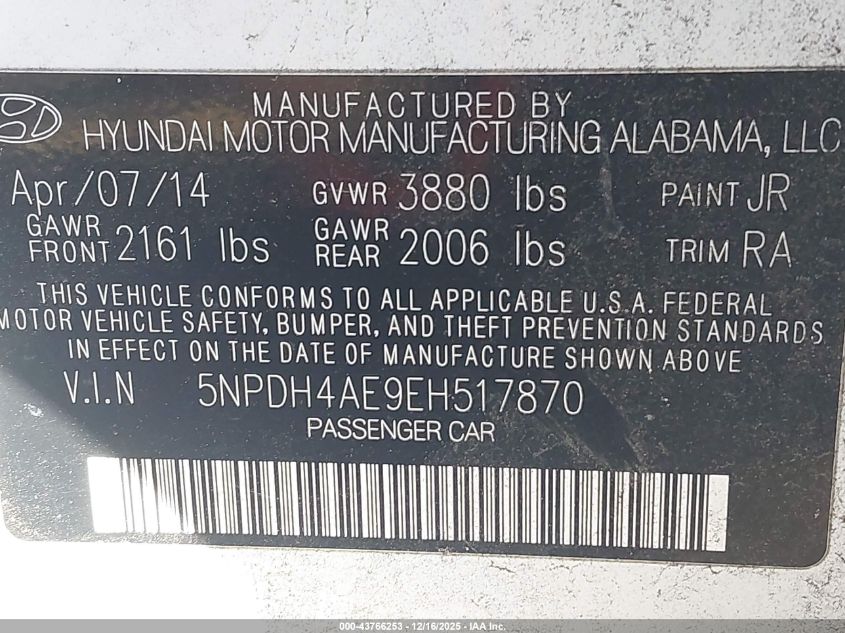 MANUFACTURED BY
HYUNDAI MOTOR MANUFACTURING ALABAMA, LLC
Apr/07/14 GVWR 3880 lbs PAINT JR
GAWR FRONT 2161 lbs GAWR REAR 2006 lbs TRIM RA
THIS VEHICLE CONFORMS TO ALL APPLICABLE U.S.A. FEDERAL
MOTOR VEHICLE SAFETY, BUMPER, AND THEFT PREVENTION STANDARDS
IN EFFECT ON THE DATE OF MANUFACTURE SHOWN ABOVE
V.I.N 5NPDH4AE9EH517870
PASSENGER CAR
000-43766253 - 12/16/2025 - IAA Inc.